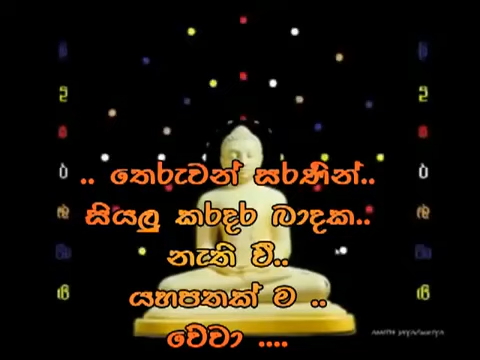 .. තෙරුවන් සරණින්..
සියලු කරදර බාදක..
නැති වී..
යහපතක් ම ..
වේවා ....